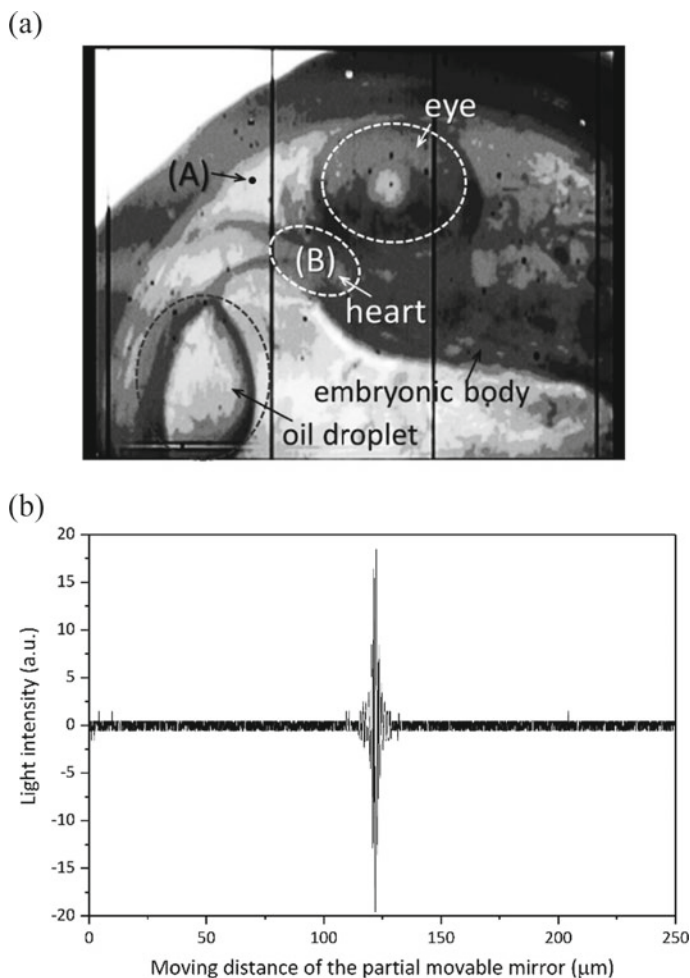 (a)
eye
(A)
(B)
heart
embryonic body
oil droplet
(b)
20
15
10
5
0
-5
-10
-15
-20
Light intensity (a.u.)
0 50 100 150 200 250
Moving distance of the partial movable mirror (μm)